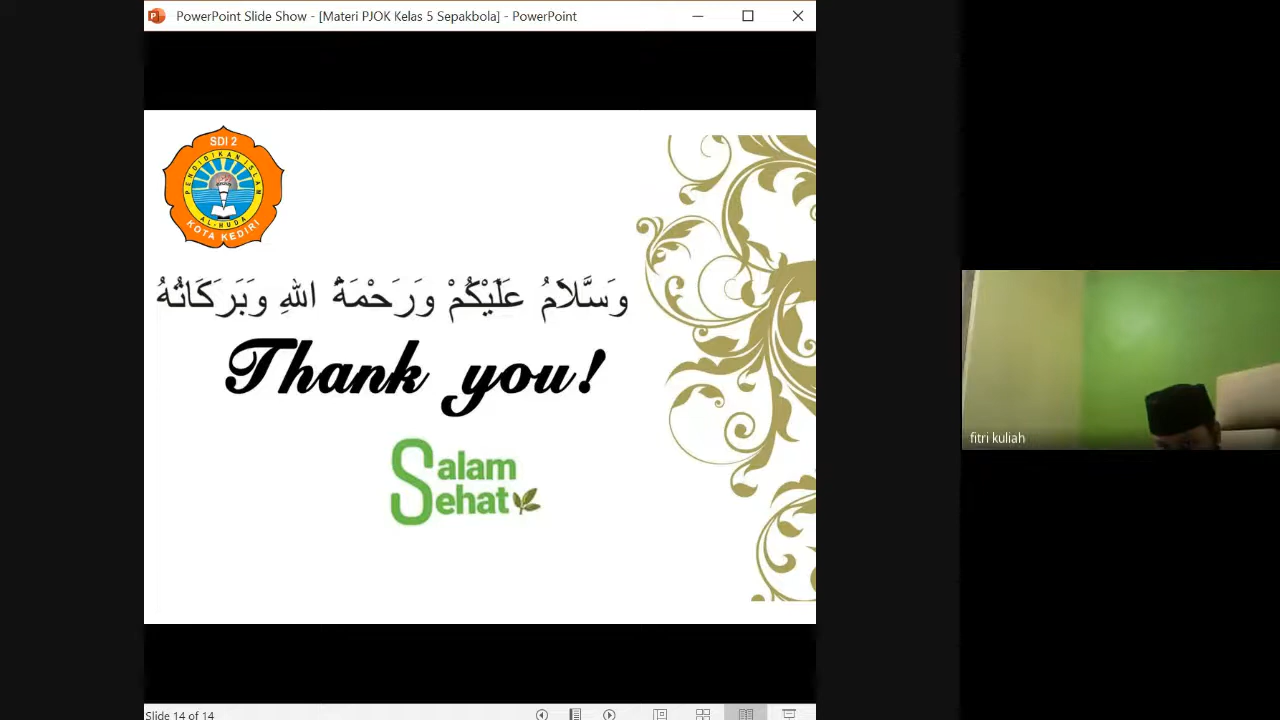 PowerPoint Slide Show - [Materi PJOK Kelas 5 Sepakbola] - PowerPoint
SDI 2
PENDIDIKAN ISLAM
AL-HUDA
KOTA KEDIRI
وَسَّلاَمُ عَلَيْكُمْ وَرَحْمَةُ اللهِ وَبَرَكَاتُهُ
Thank you!
Salam
Sehat
fitri kuliah
Slide 14 of 14